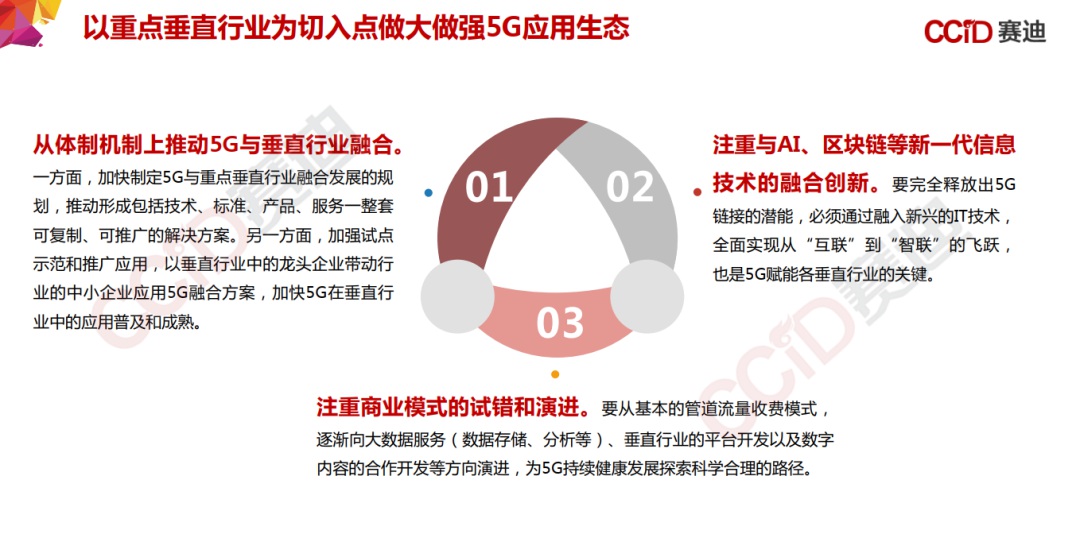 以重点垂直行业为切入点做大做强5G应用生态
CCiD 赛迪
从体制机制上推动5G与垂直行业融合。
一方面，加快制定5G与重点垂直行业融合发展的规
划，推动形成包括技术、标准、产品、服务一整套
可复制、可推广的解决方案。另一方面，加强试点
示范和推广应用，以垂直行业中的龙头企业带动行
业的中小企业应用5G融合方案，加快5G在垂直行
业中的应用普及和成熟。
01
02
03
注重与AI、区块链等新一代信息
技术的融合创新。要完全释放出5G
链接的潜能，必须通过融入新兴的IT技术，
全面实现从“互联”到“智联”的飞跃，
也是5G赋能各垂直行业的关键。
注重商业模式的试错和演进。要从基本的管道流量收费模式，
逐渐向大数据服务（数据存储、分析等）、垂直行业的平台开发以及数字
内容的合作开发等方向演进，为5G持续健康发展探索科学合理的路径。
CCiD 赛迪
CCiD 赛迪